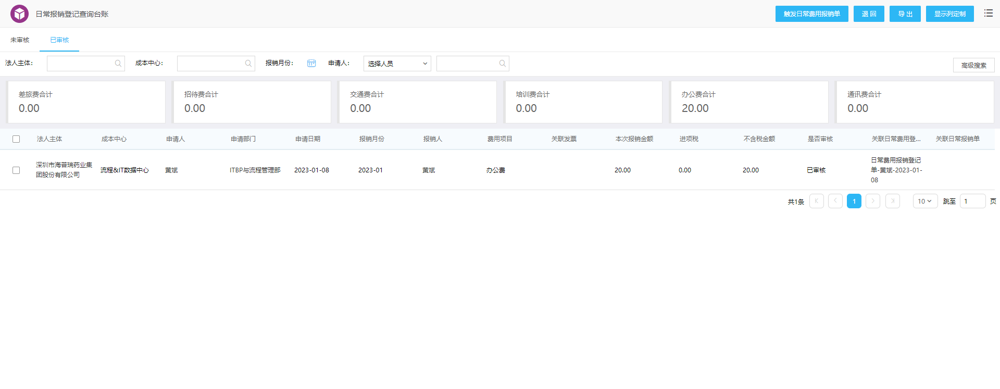 日常报销登记查询台账
触发日常费用报销单
退 回
导 出
显示列定制
未审核
已审核
法人主体:
成本中心:
报销月份:
申请人:
选择人员
高级搜索
差旅费合计
0.00
招待费合计
0.00
交通费合计
0.00
培训费合计
0.00
办公费合计
20.00
通讯费合计
0.00
法人主体 成本中心 申请人 申请部门 申请日期 报销月份 报销人 费用项目 关联发票 本次报销金额 进项税 不含税金额 是否审核 关联日常费用登... 关联日常报销单
深圳市海普瑞药业集
团股份有限公司
流程&IT数据中心
黄斌
ITBP与流程管理部
2023-01-08
2023-01
黄斌
办公费
20.00
0.00
20.00
已审核
日常费用报销登记
单-黄斌-2023-01-
08
共1条
1
10
跳至
1
页